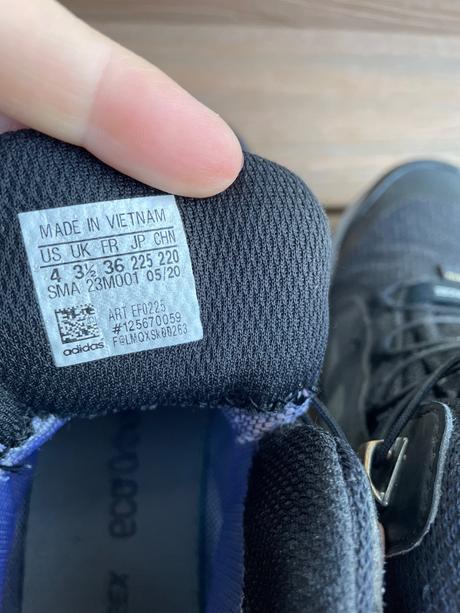 MADE IN VIETNAM
US UK FR JP CHN
4 3½ 36 225 220
SMA 23M001 05/20
ART EF0225
#125670059
adidas